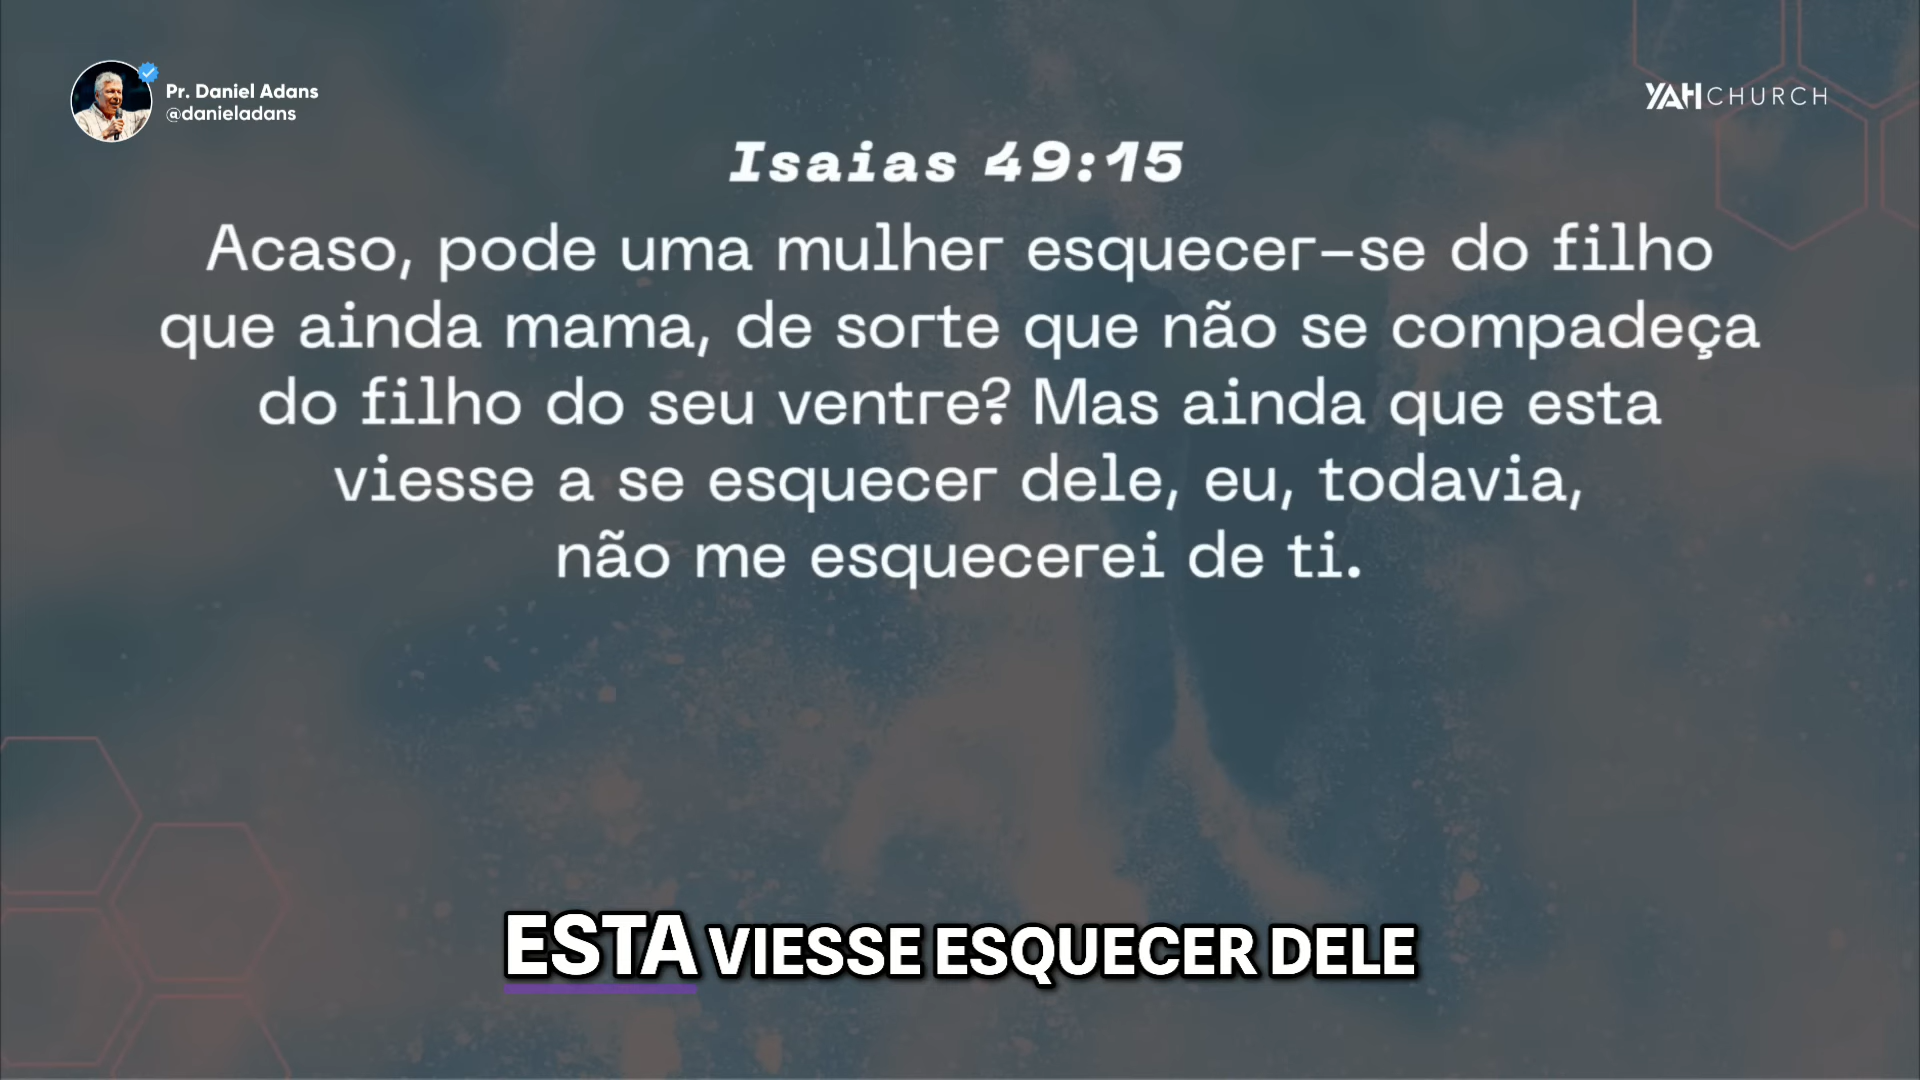 Pr. Daniel Adans
@danieladans
YAH CHURCH
Isaias 49:15
Acaso, pode uma mulher esquecer-se do filho
que ainda mama, de sorte que não se compadeça
do filho do seu ventre? Mas ainda que esta
viesse a se esquecer dele, eu, todavia,
não me esquecerei de ti.
ESTA VIESSE ESQUECER DELE